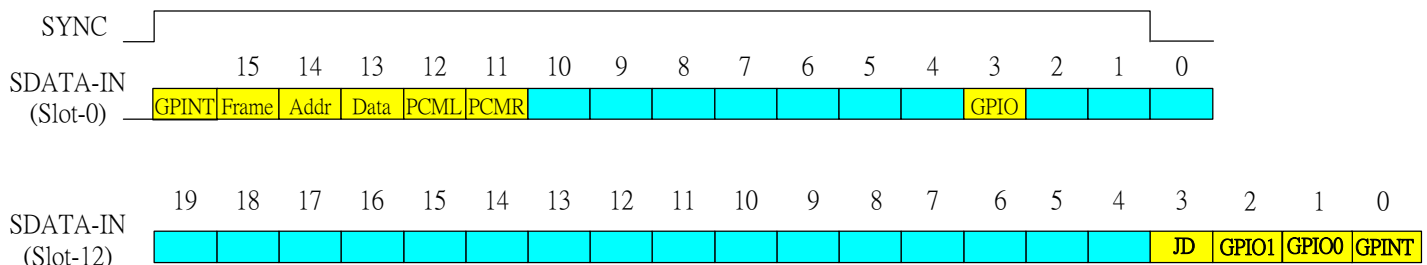 SYNC
15 14 13 12 11 10 9 8 7 6 5 4 3 2 1 0
SDATA-IN
(Slot-0)
GPINT Frame Addr Data PCML PCMR GPIO
19 18 17 16 15 14 13 12 11 10 9 8 7 6 5 4 3 2 1 0
SDATA-IN
(Slot-12)
JD GPIO1 GPIO0 GPINT